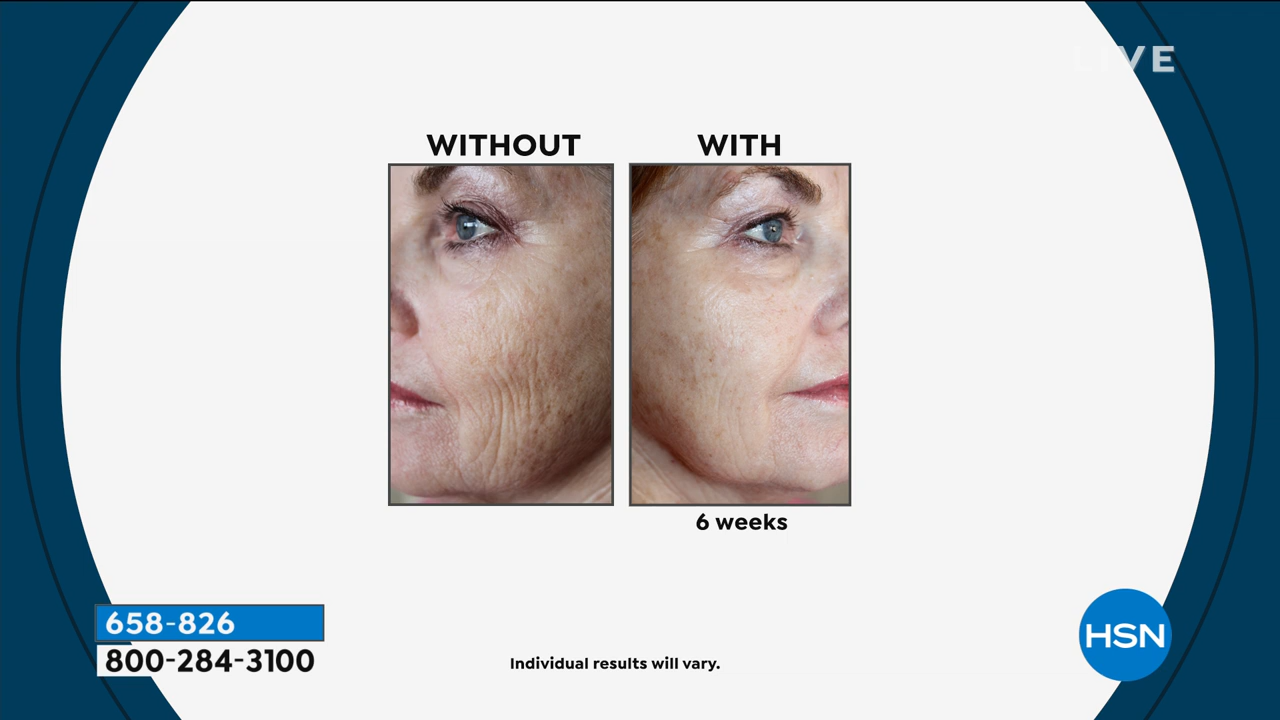 LIVE
WITHOUT
WITH
6 weeks
658-826
800-284-3100
Individual results will vary.
HSN